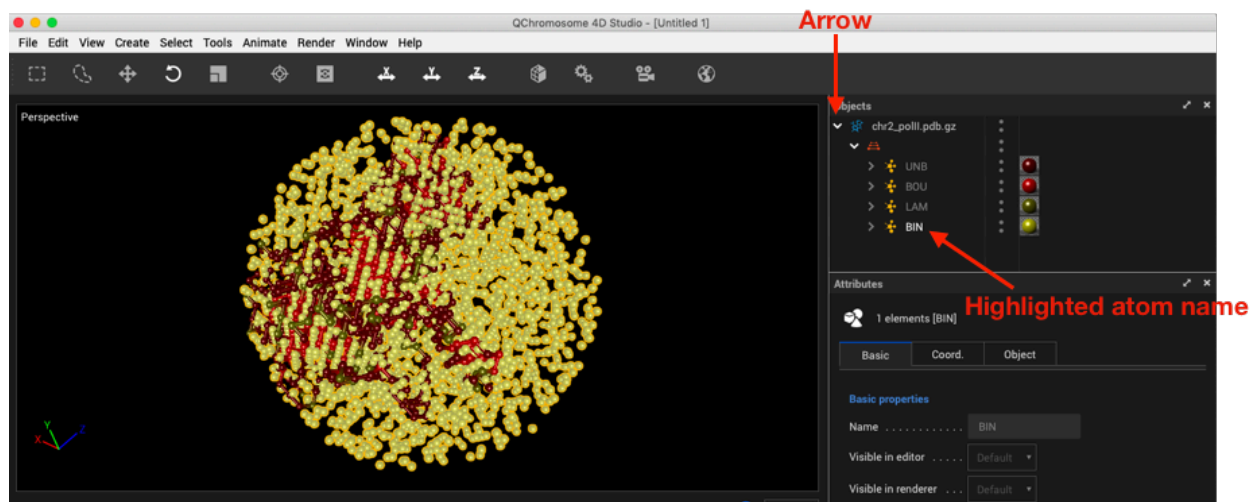 QChromosome 4D Studio - [Untitled 1]
Arrow
File Edit View Create Select Tools Animate Render Window Help
X Y Z
Perspective
Objects
chr2_polII.pdb.gz
UNB
BOU
LAM
BIN
Attributes
Highlighted atom name
1 elements [BIN]
Basic Coord. Object
Basic properties
Name . . . . . . . . . . . . BIN
Visible in editor . . . . . Default
Visible in renderer . . . Default
Y
X Z